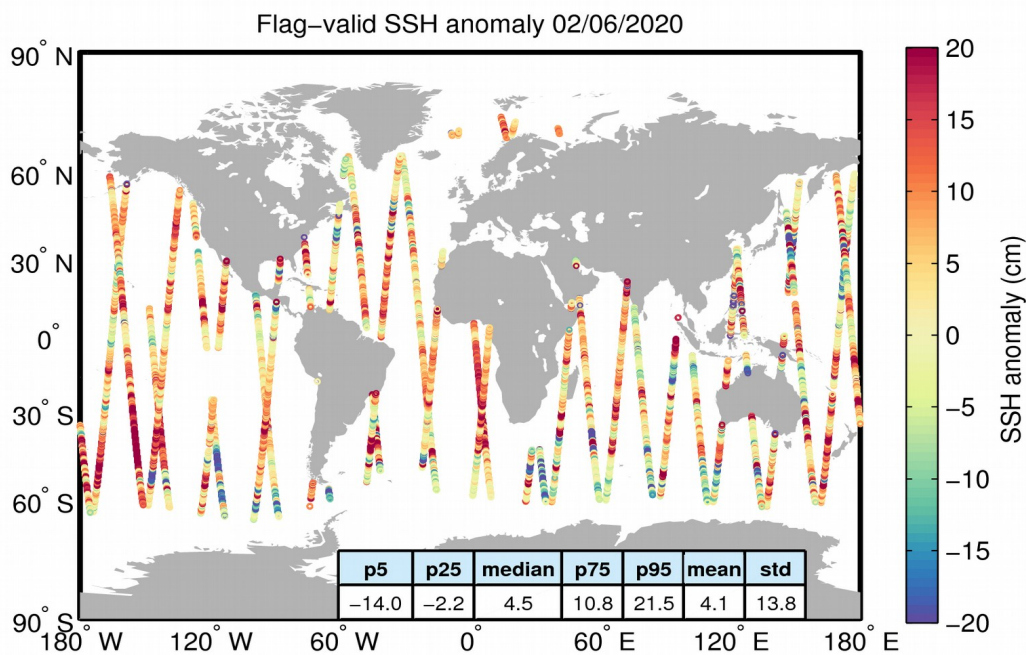 Flag−valid SSH anomaly 02/06/2020
90° N
60° N
30° N
0°
30° S
60° S
90° S
180° W
120° W
60° W
0°
60° E
120° E
180° E
p5 p25 median p75 p95 mean std
−14.0 −2.2 4.5 10.8 21.5 4.1 13.8
20
15
10
5
0
−5
−10
−15
−20
SSH anomaly (cm)